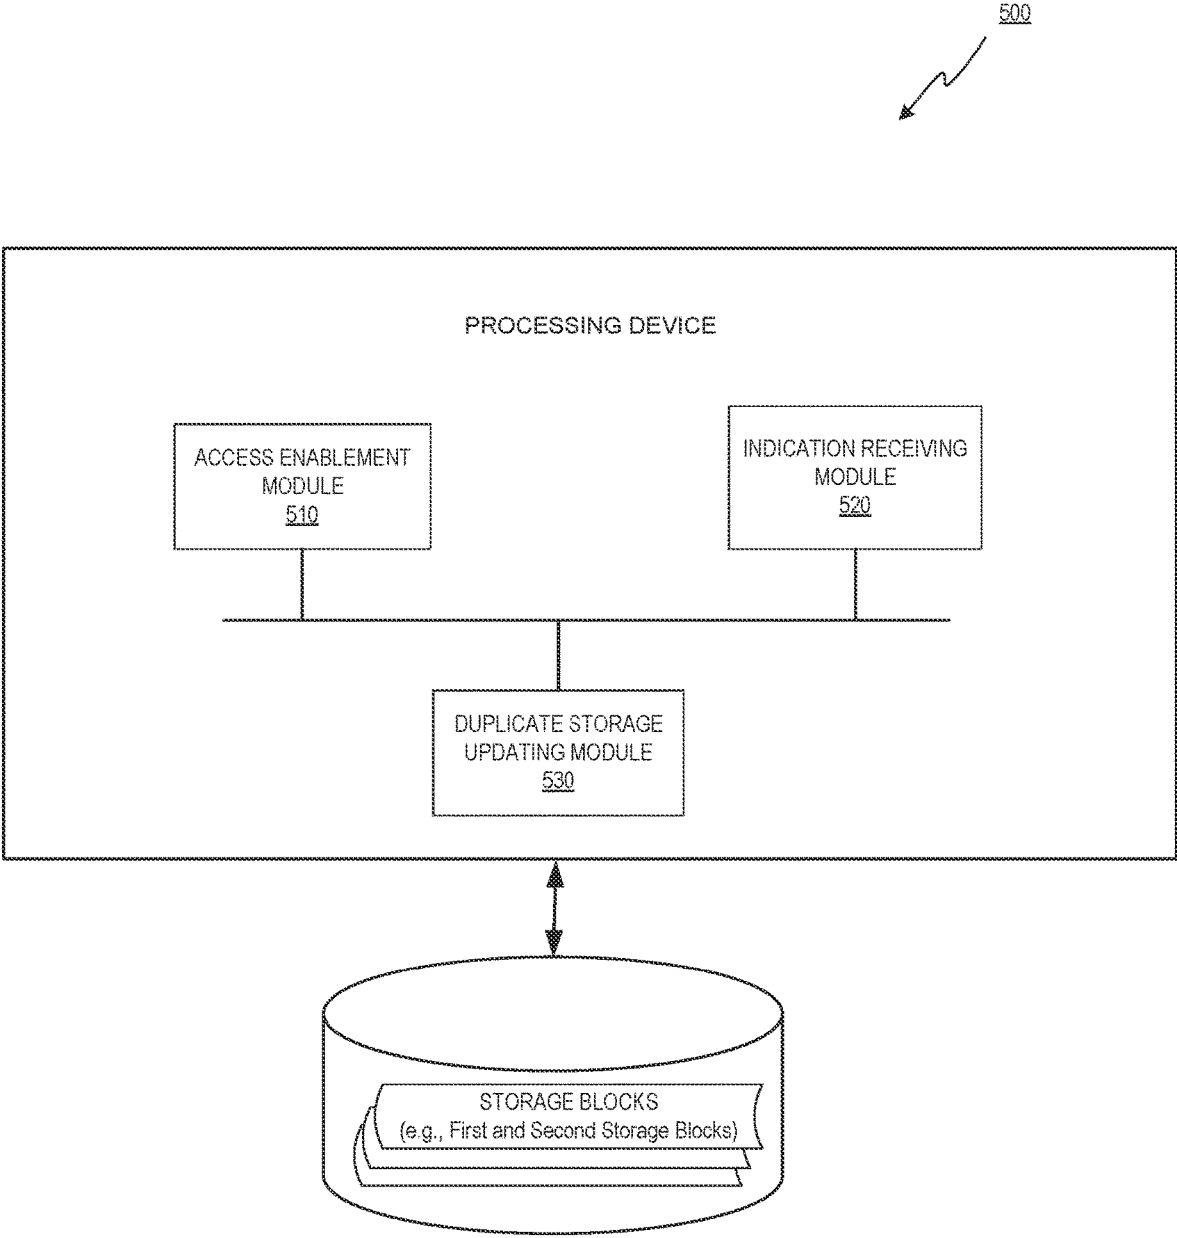 500
PROCESSING DEVICE
ACCESS ENABLEMENT
MODULE
510
INDICATION RECEIVING
MODULE
520
DUPLICATE STORAGE
UPDATING MODULE
530
STORAGE BLOCKS
(e.g., First and Second Storage Blocks)